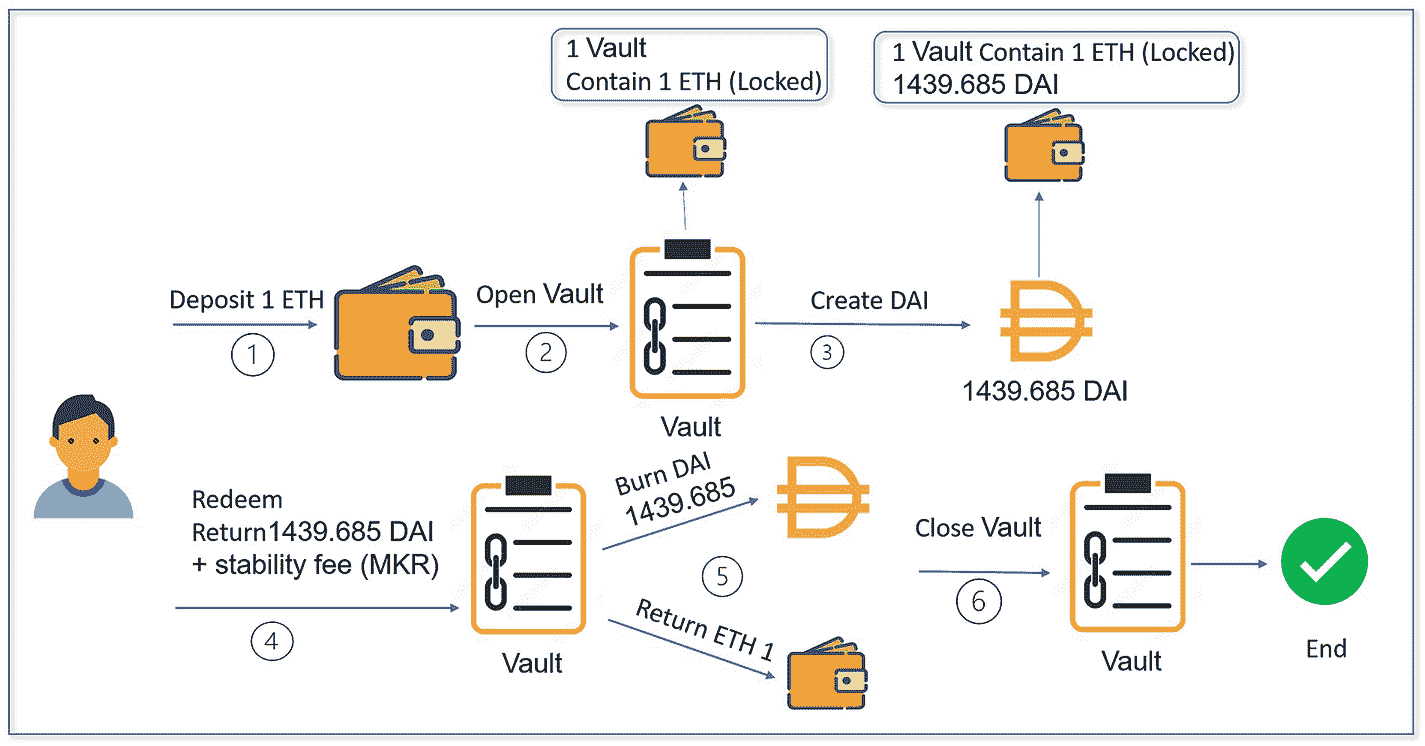 1 Vault
Contain 1 ETH (Locked)
1 Vault Contain 1 ETH (Locked)
1439.685 DAI
Deposit 1 ETH
1
Open Vault
2
Vault
Create DAI
3
1439.685 DAI
Redeem
Return1439.685 DAI
+ stability fee (MKR)
4
Vault
Burn DAI
1439.685
5
Return ETH 1
Close Vault
6
Vault
End